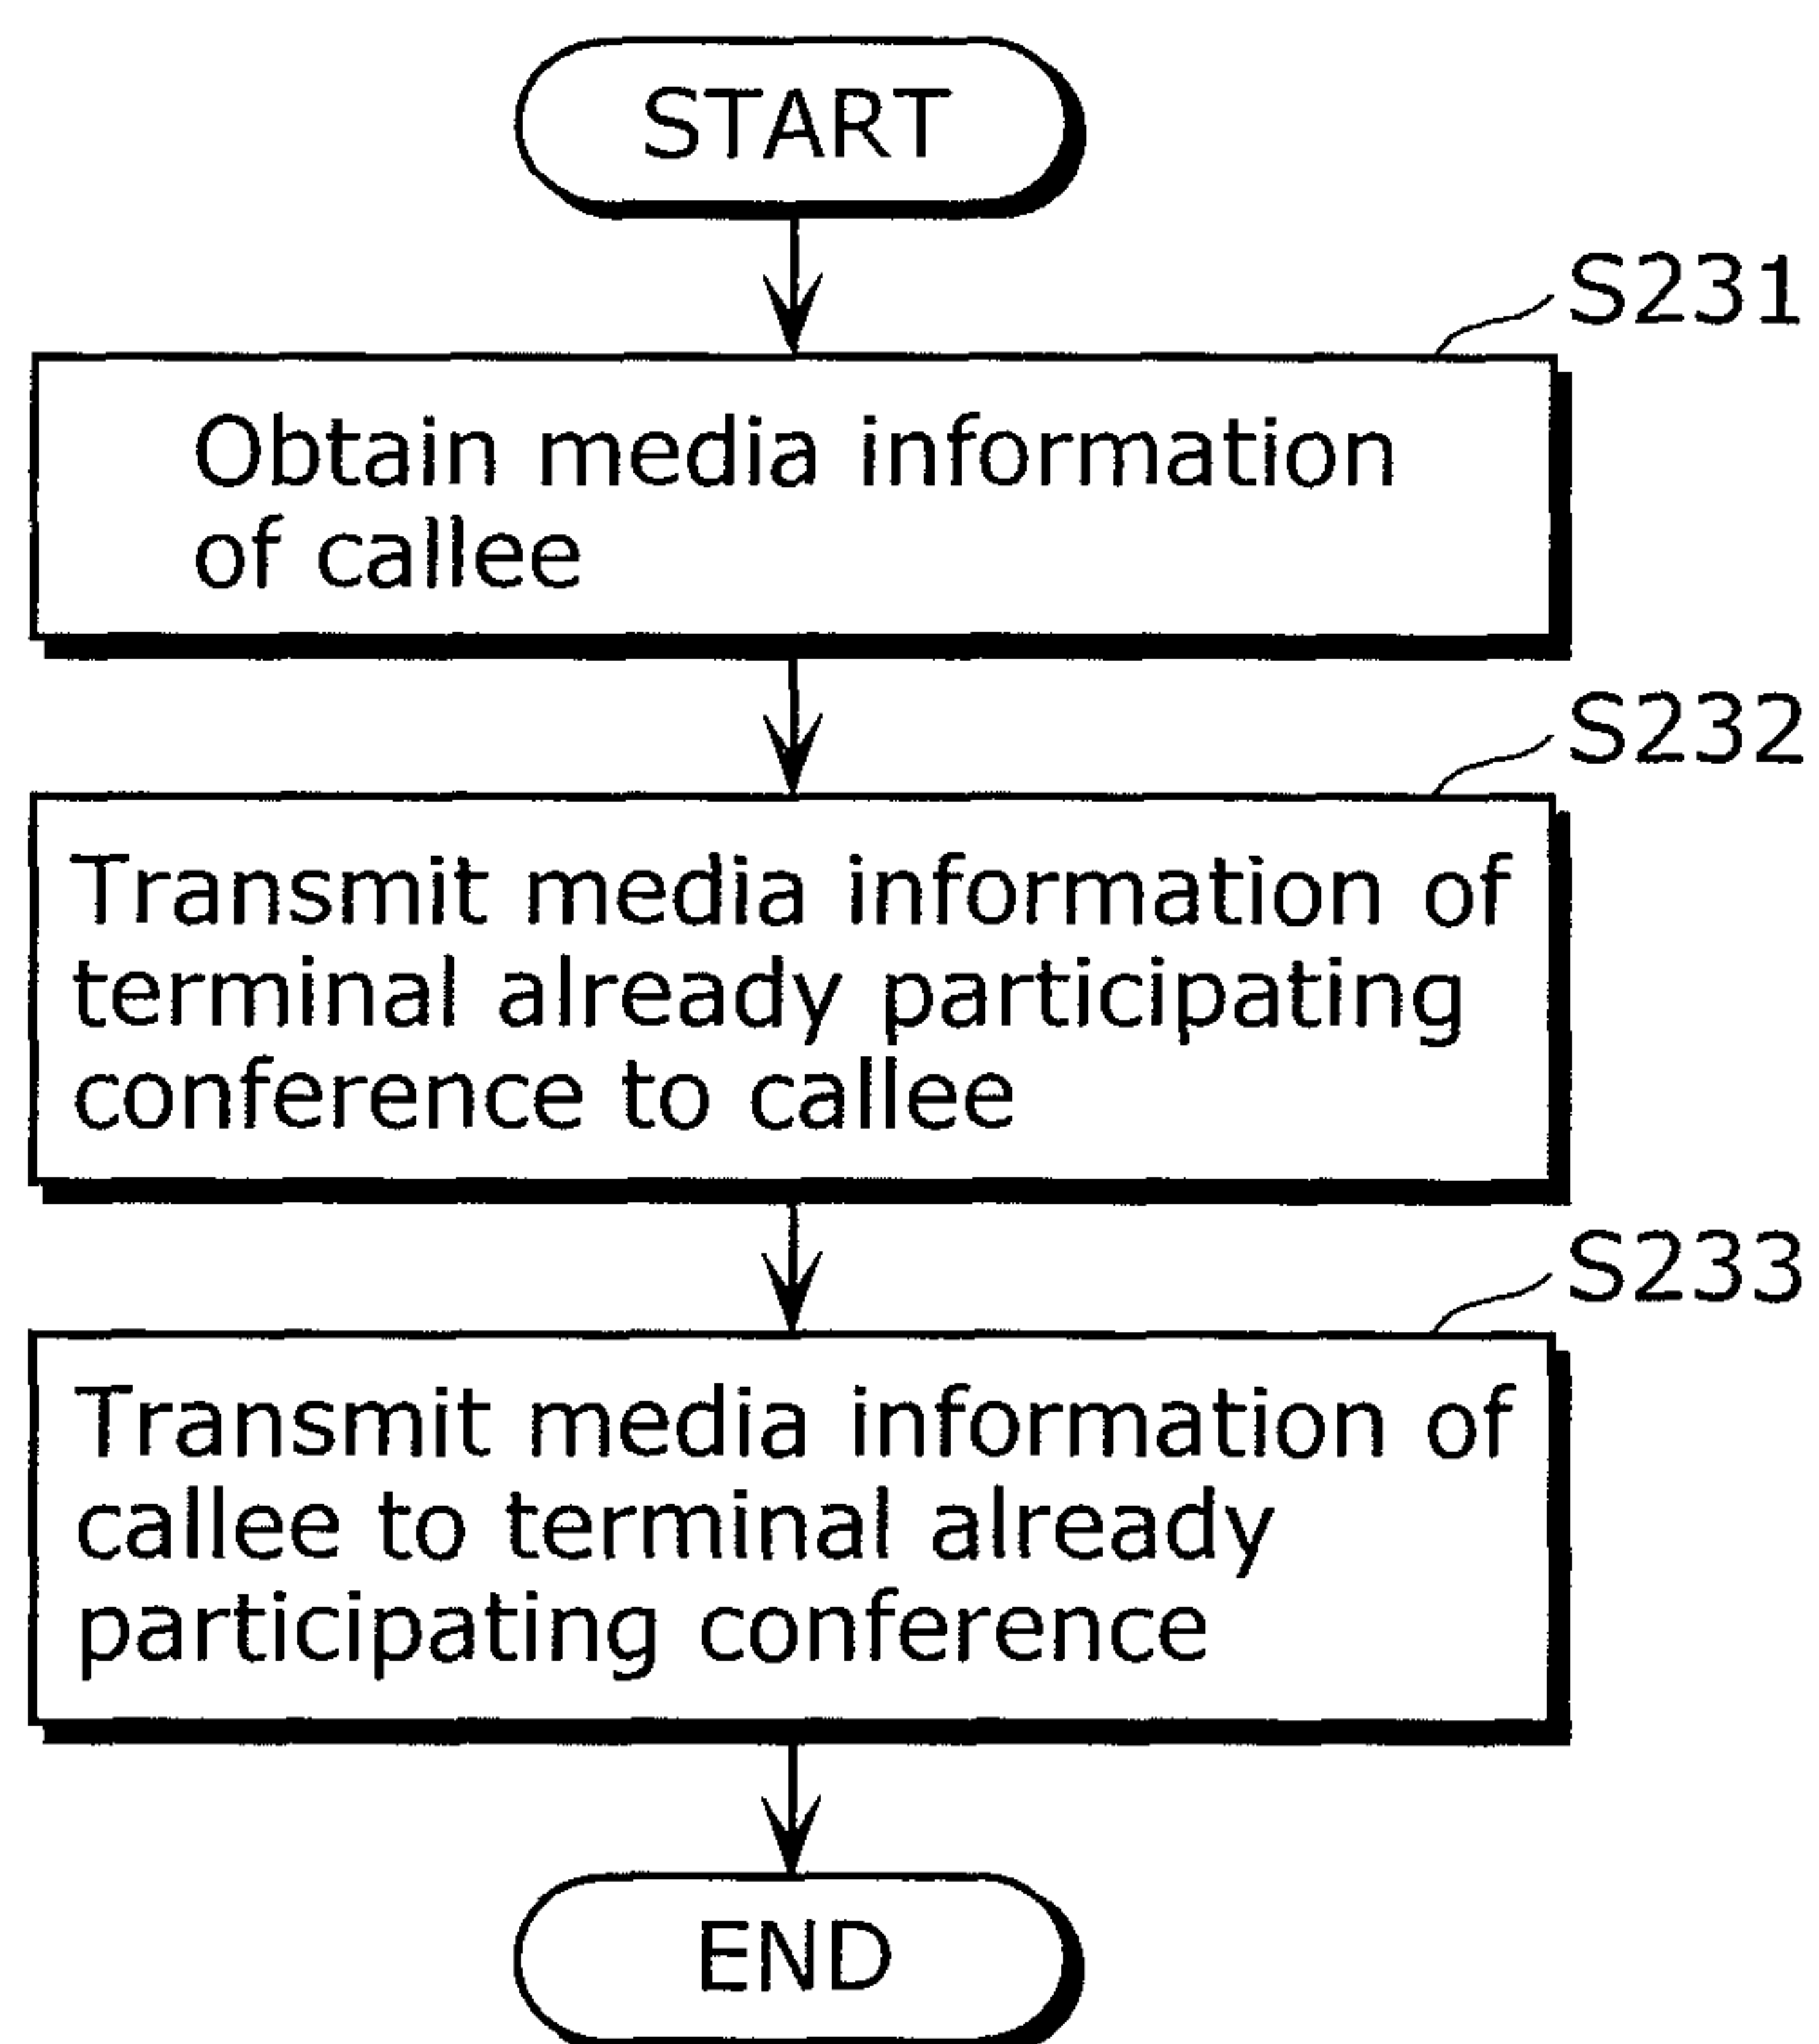 START
S231
Obtain media information
of callee
S232
Transmit media information of
terminal already participating
conference to callee
S233
Transmit media information of
callee to terminal already
participating conference
END